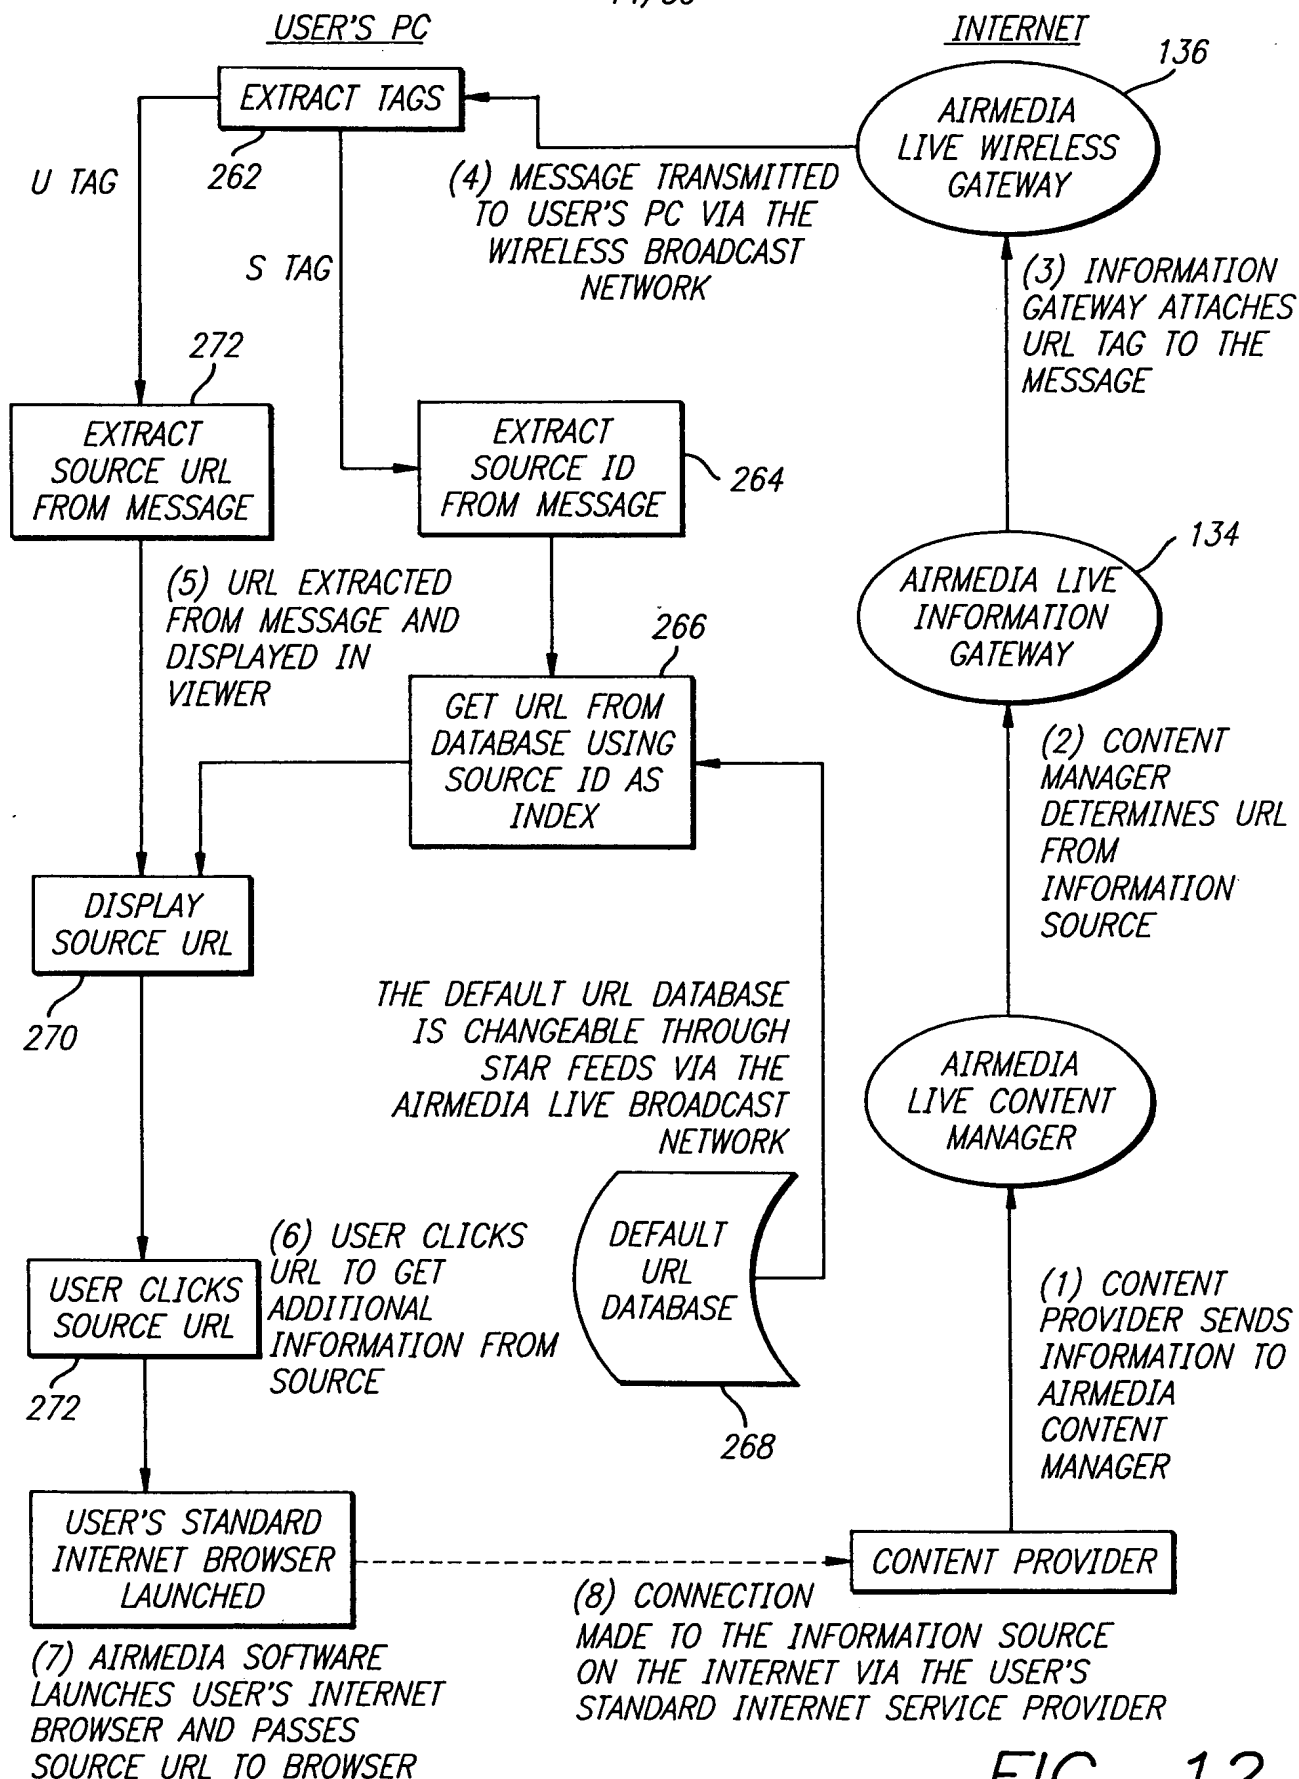 USER'S PC
INTERNET
136
EXTRACT TAGS
AIRMEDIA
LIVE WIRELESS
GATEWAY
U TAG
262
(4) MESSAGE TRANSMITTED
TO USER'S PC VIA THE
WIRELESS BROADCAST
NETWORK
S TAG
(3) INFORMATION
GATEWAY ATTACHES
URL TAG TO THE
MESSAGE
272
EXTRACT
SOURCE URL
FROM MESSAGE
EXTRACT
SOURCE ID
FROM MESSAGE
264
134
AIRMEDIA LIVE
INFORMATION
GATEWAY
(5) URL EXTRACTED
FROM MESSAGE AND
DISPLAYED IN
VIEWER
266
GET URL FROM
DATABASE USING
SOURCE ID AS
INDEX
(2) CONTENT
MANAGER
DETERMINES URL
FROM
INFORMATION
SOURCE
DISPLAY
SOURCE URL
270
THE DEFAULT URL DATABASE
IS CHANGEABLE THROUGH
STAR FEEDS VIA THE
AIRMEDIA LIVE BROADCAST
NETWORK
AIRMEDIA
LIVE CONTENT
MANAGER
DEFAULT
URL
DATABASE
268
(6) USER CLICKS
URL TO GET
ADDITIONAL
INFORMATION FROM
SOURCE
USER CLICKS
SOURCE URL
272
(1) CONTENT
PROVIDER SENDS
INFORMATION TO
AIRMEDIA
CONTENT
MANAGER
USER'S STANDARD
INTERNET BROWSER
LAUNCHED
CONTENT PROVIDER
(8) CONNECTION
MADE TO THE INFORMATION SOURCE
ON THE INTERNET VIA THE USER'S
STANDARD INTERNET SERVICE PROVIDER
(7) AIRMEDIA SOFTWARE
LAUNCHES USER'S INTERNET
BROWSER AND PASSES
SOURCE URL TO BROWSER
FIG. 12